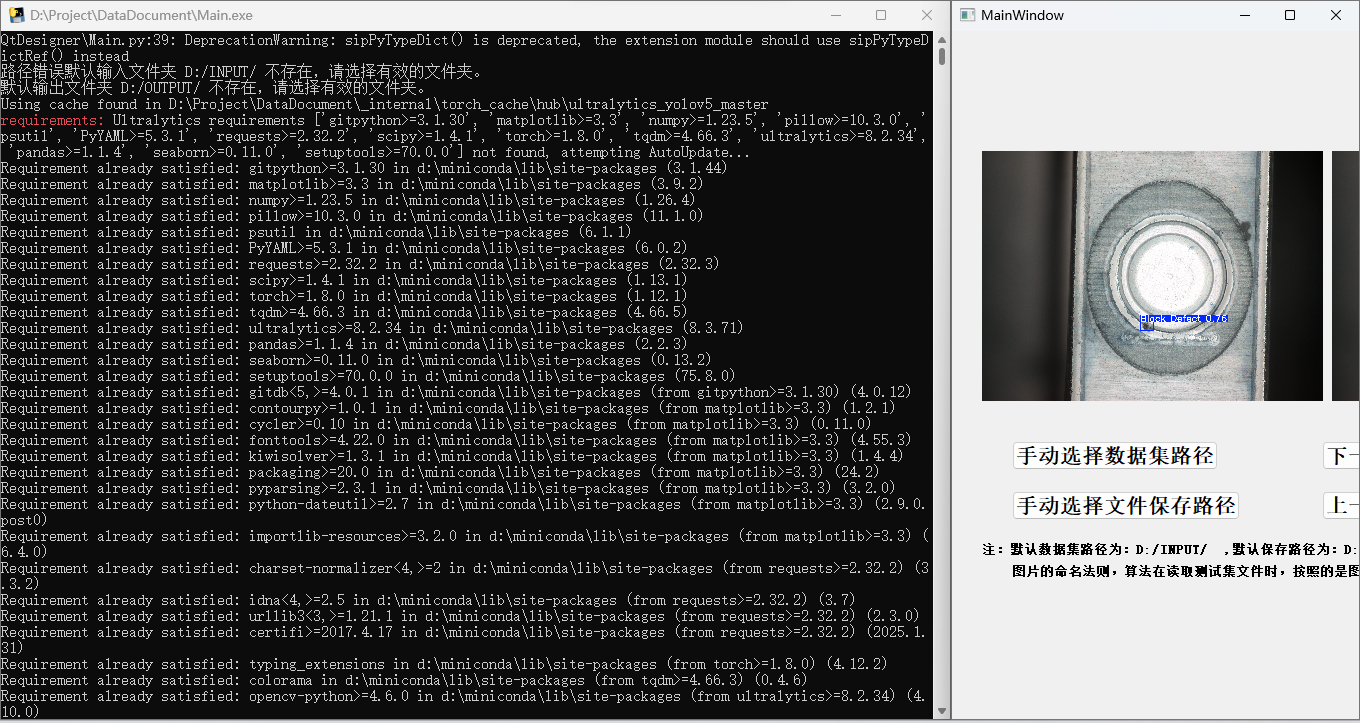 D:\Project\DataDocument\Main.exe
QtDesigner\Main.py:39: DeprecationWarning: sipPyTypeDict() is deprecated, the extension module should use sipPyTypeD
ictRef() instead
路径错误默认输入文件夹 D:/INPUT/ 不存在，请选择有效的文件夹。
默认输出文件夹 D:/OUTPUT/ 不存在，请选择有效的文件夹。
Using cache found in D:\Project\DataDocument\_internal\torch_cache\hub\ultralytics_yolov5_master
requirements: Ultralytics requirements ['gitpython>=3.1.30', 'matplotlib>=3.3', 'numpy>=1.23.5', 'pillow>=10.3.0', '
psutil', 'PyYAML>=5.3.1', 'requests>=2.32.2', 'scipy>=1.4.1', 'torch>=1.8.0', 'tqdm>=4.66.3', 'ultralytics>=8.2.34',
 'pandas>=1.1.4', 'seaborn>=0.11.0', 'setuptools>=70.0.0'] not found, attempting AutoUpdate...
Requirement already satisfied: gitpython>=3.1.30 in d:\miniconda\lib\site-packages (3.1.44)
Requirement already satisfied: matplotlib>=3.3 in d:\miniconda\lib\site-packages (3.9.2)
Requirement already satisfied: numpy>=1.23.5 in d:\miniconda\lib\site-packages (1.26.4)
Requirement already satisfied: pillow>=10.3.0 in d:\miniconda\lib\site-packages (11.1.0)
Requirement already satisfied: psutil in d:\miniconda\lib\site-packages (6.1.1)
Requirement already satisfied: PyYAML>=5.3.1 in d:\miniconda\lib\site-packages (6.0.2)
Requirement already satisfied: requests>=2.32.2 in d:\miniconda\lib\site-packages (2.32.3)
Requirement already satisfied: scipy>=1.4.1 in d:\miniconda\lib\site-packages (1.13.1)
Requirement already satisfied: torch>=1.8.0 in d:\miniconda\lib\site-packages (1.12.1)
Requirement already satisfied: tqdm>=4.66.3 in d:\miniconda\lib\site-packages (4.66.5)
Requirement already satisfied: ultralytics>=8.2.34 in d:\miniconda\lib\site-packages (8.3.71)
Requirement already satisfied: pandas>=1.1.4 in d:\miniconda\lib\site-packages (2.2.3)
Requirement already satisfied: seaborn>=0.11.0 in d:\miniconda\lib\site-packages (0.13.2)
Requirement already satisfied: setuptools>=70.0.0 in d:\miniconda\lib\site-packages (75.8.0)
Requirement already satisfied: gitdb<5,>=4.0.1 in d:\miniconda\lib\site-packages (from gitpython>=3.1.30) (4.0.12)
Requirement already satisfied: contourpy>=1.0.1 in d:\miniconda\lib\site-packages (from matplotlib>=3.3) (1.2.1)
Requirement already satisfied: cycler>=0.10 in d:\miniconda\lib\site-packages (from matplotlib>=3.3) (0.11.0)
Requirement already satisfied: fonttools>=4.22.0 in d:\miniconda\lib\site-packages (from matplotlib>=3.3) (4.55.3)
Requirement already satisfied: kiwisolver>=1.3.1 in d:\miniconda\lib\site-packages (from matplotlib>=3.3) (1.4.4)
Requirement already satisfied: packaging>=20.0 in d:\miniconda\lib\site-packages (from matplotlib>=3.3) (24.2)
Requirement already satisfied: pyparsing>=2.3.1 in d:\miniconda\lib\site-packages (from matplotlib>=3.3) (3.2.0)
Requirement already satisfied: python-dateutil>=2.7 in d:\miniconda\lib\site-packages (from matplotlib>=3.3) (2.9.0.
post0)
Requirement already satisfied: importlib-resources>=3.2.0 in d:\miniconda\lib\site-packages (from matplotlib>=3.3) (
6.4.0)
Requirement already satisfied: charset-normalizer<4,>=2 in d:\miniconda\lib\site-packages (from requests>=2.32.2) (3
.3.2)
Requirement already satisfied: idna<4,>=2.5 in d:\miniconda\lib\site-packages (from requests>=2.32.2) (3.7)
Requirement already satisfied: urllib3<3,>=1.21.1 in d:\miniconda\lib\site-packages (from requests>=2.32.2) (2.3.0)
Requirement already satisfied: certifi>=2017.4.17 in d:\miniconda\lib\site-packages (from requests>=2.32.2) (2025.1.
31)
Requirement already satisfied: typing_extensions in d:\miniconda\lib\site-packages (from torch>=1.8.0) (4.12.2)
Requirement already satisfied: colorama in d:\miniconda\lib\site-packages (from tqdm>=4.66.3) (0.4.6)
Requirement already satisfied: opencv-python>=4.6.0 in d:\miniconda\lib\site-packages (from ultralytics>=8.2.34) (4.
10.0)
MainWindow
Block Defect 0.76
手动选择数据集路径
下一
手动选择文件保存路径
上一
注：默认数据集路径为：D:/INPUT/ ,默认保存路径为：D:
图片的命名法则，算法在读取测试集文件时，按照的是图